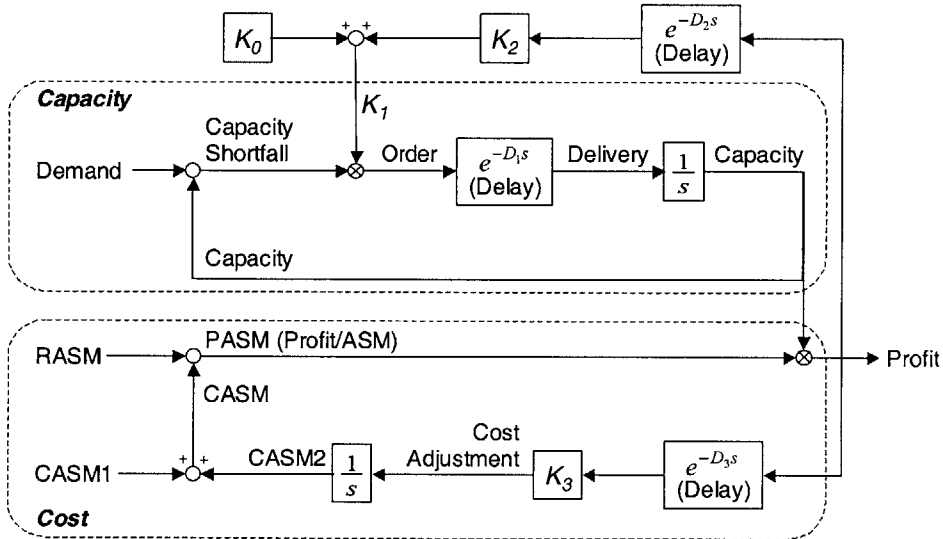 K0
+ +
K2
e^{-D2s}
(Delay)
Capacity
K1
Capacity
Shortfall
Order
e^{-D1s}
(Delay)
Delivery
1
s
Capacity
Demand
Capacity
RASM
PASM (Profit/ASM)
Profit
CASM
Cost
Adjustment
+ +
CASM1
CASM2
1
s
K3
e^{-D3s}
(Delay)
Cost